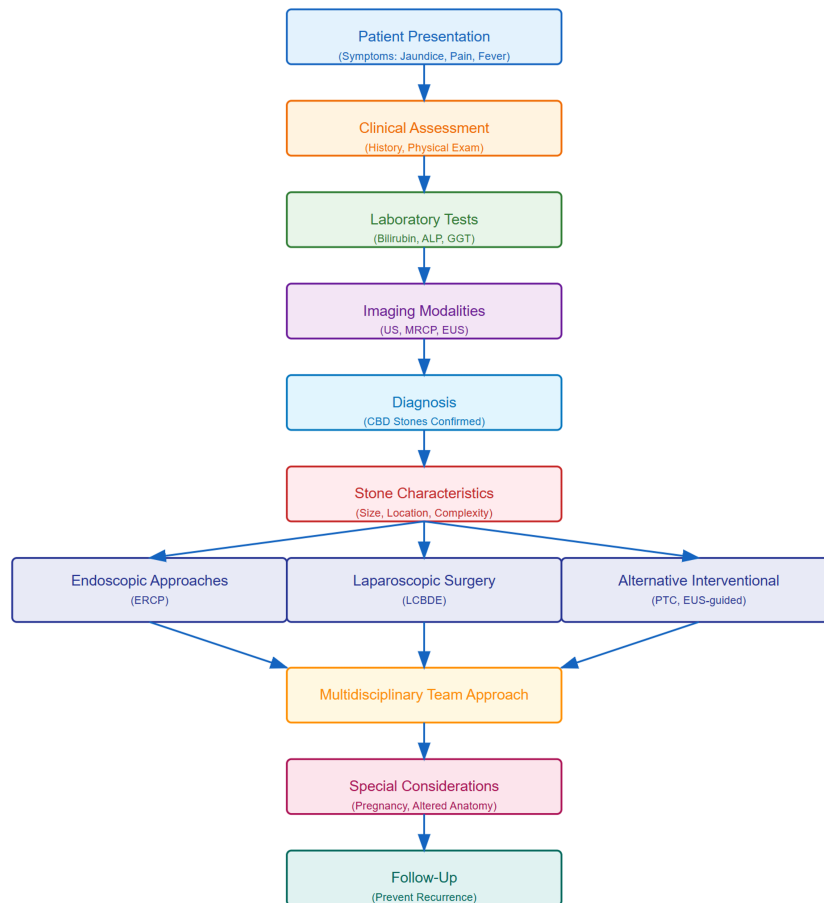 Patient Presentation
(Symptoms: Jaundice, Pain, Fever)
Clinical Assessment
(History, Physical Exam)
Laboratory Tests
(Bilirubin, ALP, GGT)
Imaging Modalities
(US, MRCP, EUS)
Diagnosis
(CBD Stones Confirmed)
Stone Characteristics
(Size, Location, Complexity)
Endoscopic Approaches
(ERCP)
Laparoscopic Surgery
(LCBDE)
Alternative Interventional
(PTC, EUS-guided)
Multidisciplinary Team Approach
Special Considerations
(Pregnancy, Altered Anatomy)
Follow-Up
(Prevent Recurrence)